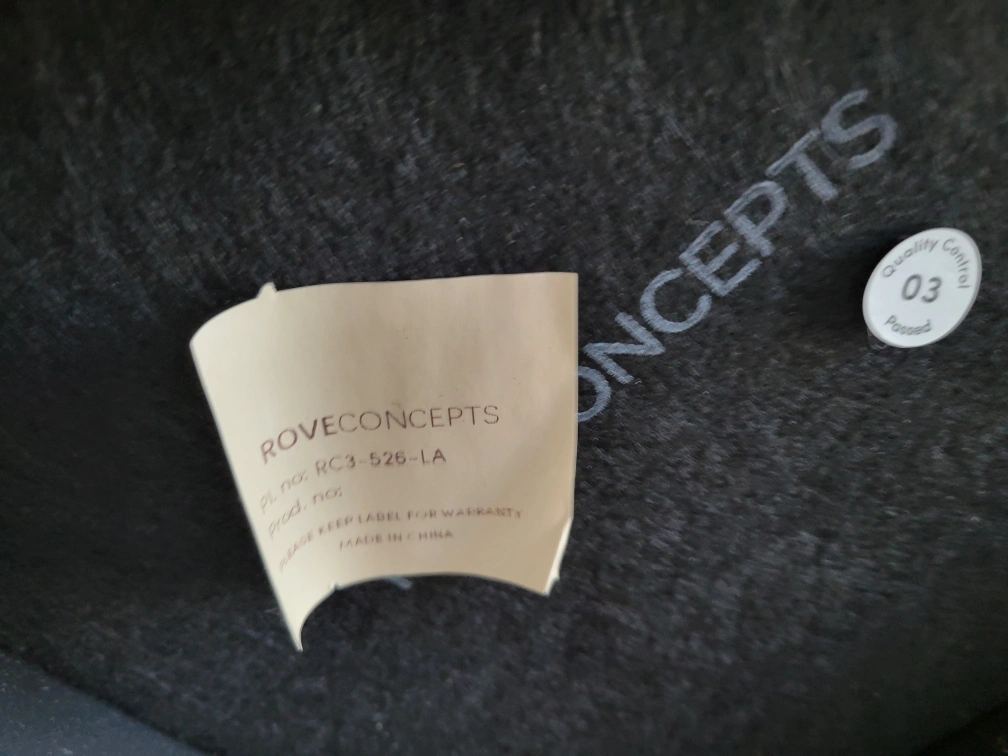 ONCEPTS
Quality Control
03
Passed
ROVECONCEPTS
PI. no: RC3-526-LA
Prod. no:
PLEASE KEEP LABEL FOR WARRANTY
MADE IN CHINA